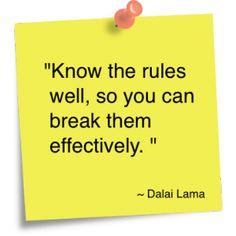 "Know the rules
well, so you can
break them
effectively. "
~ Dalai Lama